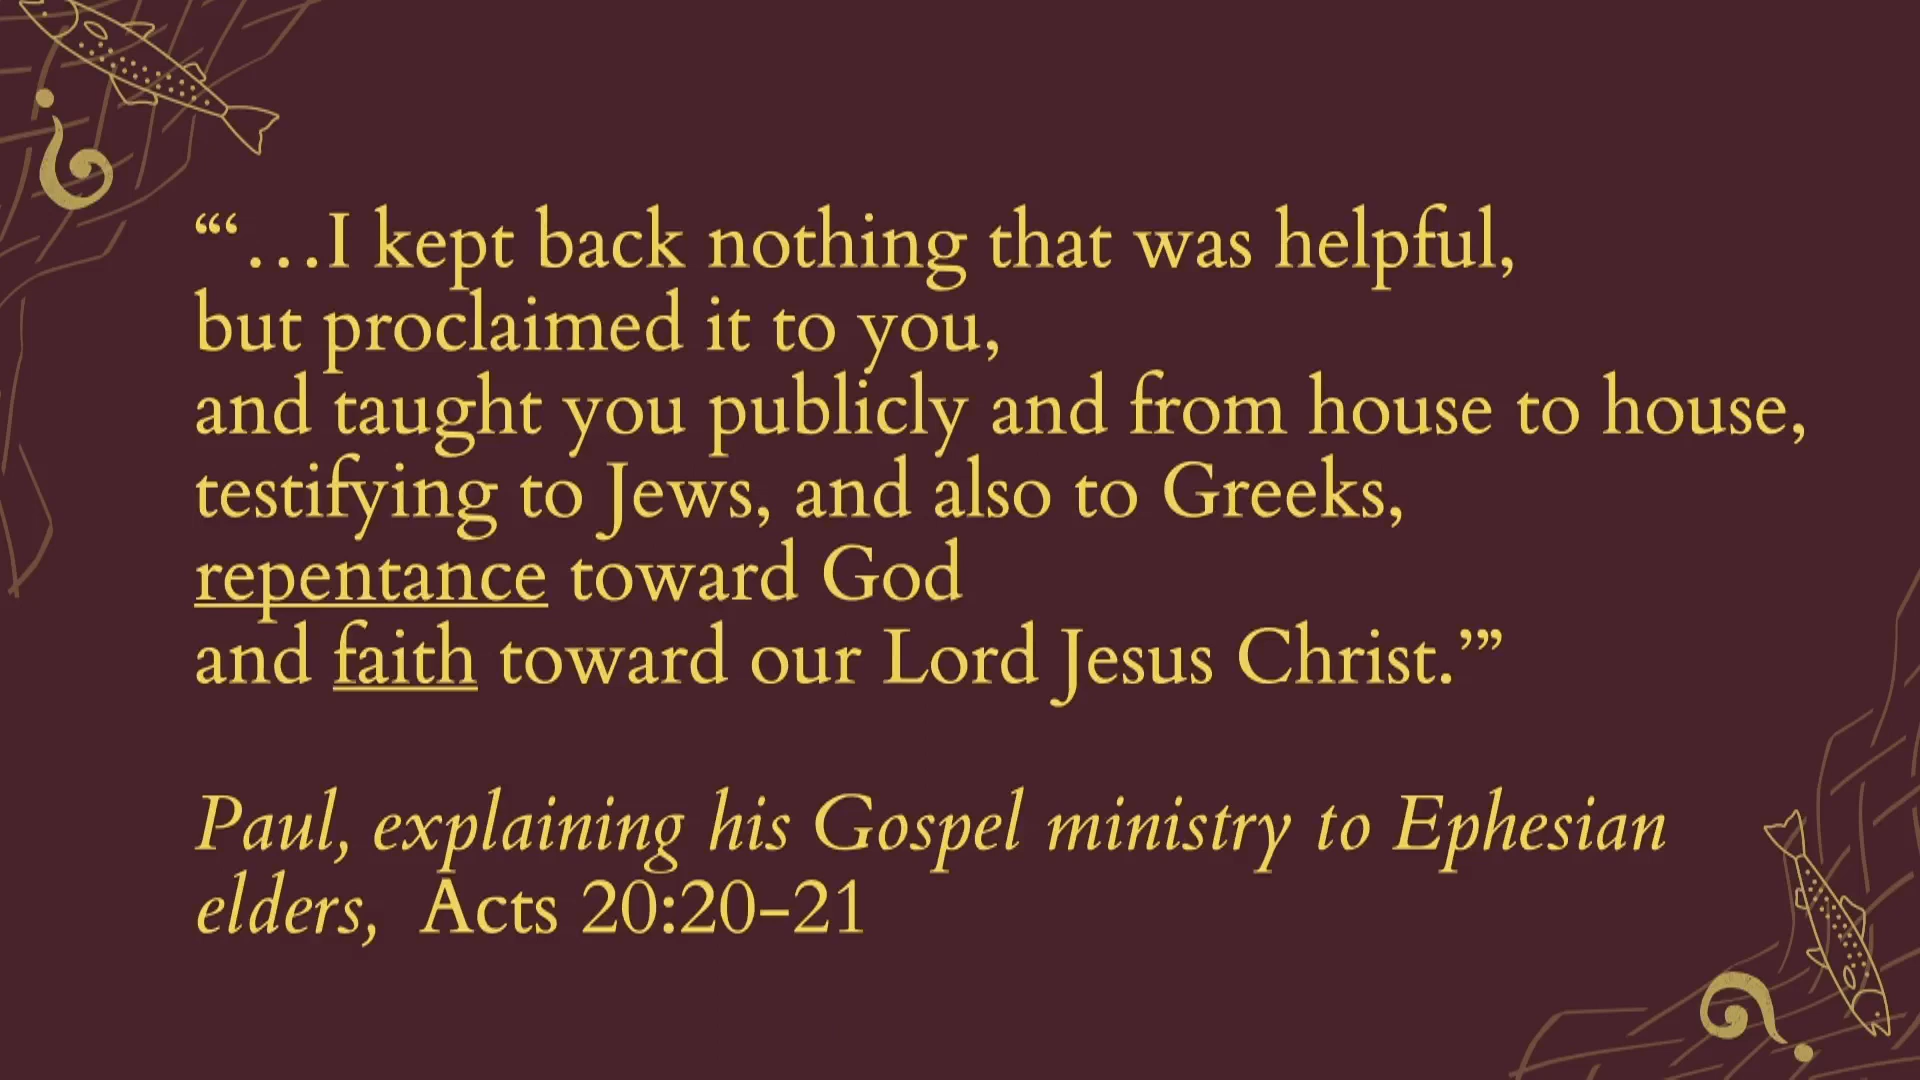 “‘…I kept back nothing that was helpful,
but proclaimed it to you,
and taught you publicly and from house to house,
testifying to Jews, and also to Greeks,
repentance toward God
and faith toward our Lord Jesus Christ.’”
Paul, explaining his Gospel ministry to Ephesian
elders,  Acts 20:20-21